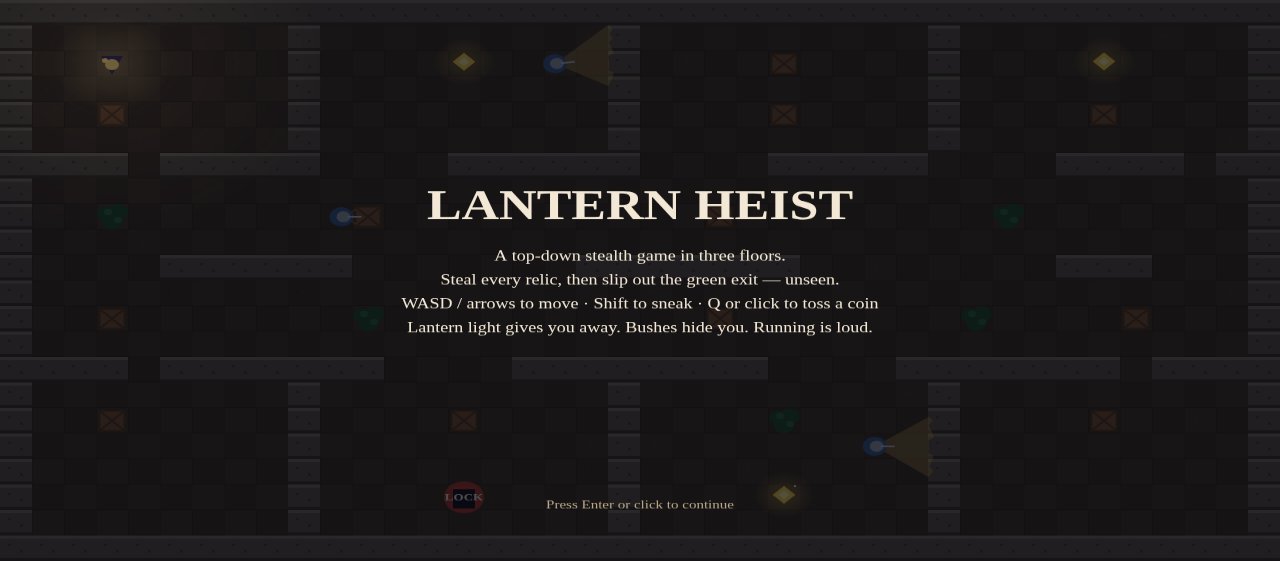 LANTERN HEIST
A top-down stealth game in three floors.
Steal every relic, then slip out the green exit — unseen.
WASD / arrows to move · Shift to sneak · Q or click to toss a coin
Lantern light gives you away. Bushes hide you. Running is loud.
LOCK
Press Enter or click to continue